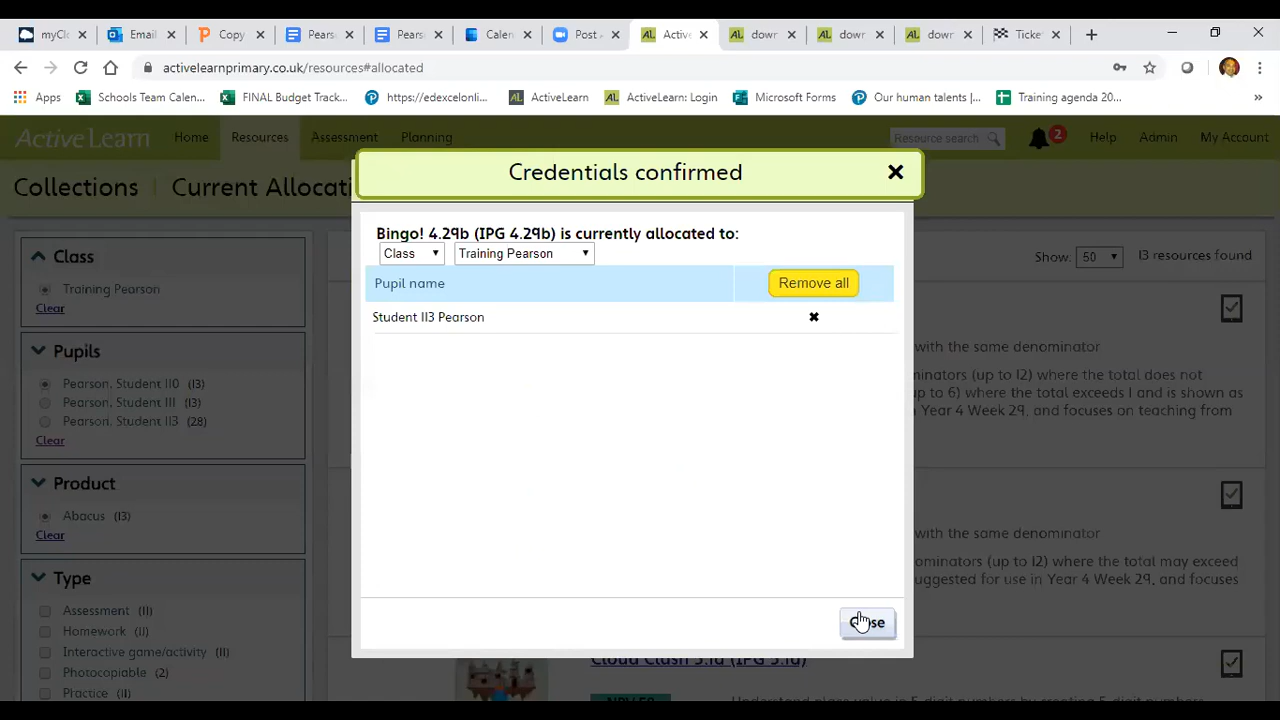 myClo
Email
Copy
Pears
Pears
Calen
Post A
Active
dowr
dowr
dowr
Ticke
activelearnprimary.co.uk/resources#allocated
Apps
Schools Team Calen...
FINAL Budget Track...
https://edexcelonli...
ActiveLearn
ActiveLearn: Login
Microsoft Forms
Our human talents |...
Training agenda 20...
»
ActiveLearn
Home
Resources
Assessment
Planning
Resource search
2
Help
Admin
My Account
Collections | Current Allocati
Credentials confirmed
Bingo! 4.29b (IPG 4.29b) is currently allocated to:
Class
Training Pearson
Pupil name
Remove all
Student 113 Pearson
Close
Class
Training Pearson
Clear
Pupils
Pearson, Student 110 (13)
Pearson, Student 111 (13)
Pearson, Student 113 (28)
Clear
Product
Abacus (13)
Clear
Type
Assessment (11)
Homework (11)
Interactive game/activity (11)
Photocopiable (2)
Practice (11)
Show: 50
13 resources found
with the same denominator
minators (up to 12) where the total does not
up to 6) where the total exceeds 1 and is shown as
Year 4 Week 29, and focuses on teaching from
with the same denominator
ominators (up to 12) where the total may exceed
uggested for use in Year 4 Week 29, and focuses
Cloud Clash 5.1a (IPG 5.1a)
Understand place value in 5-digit numbers by creating 5-digit numbers